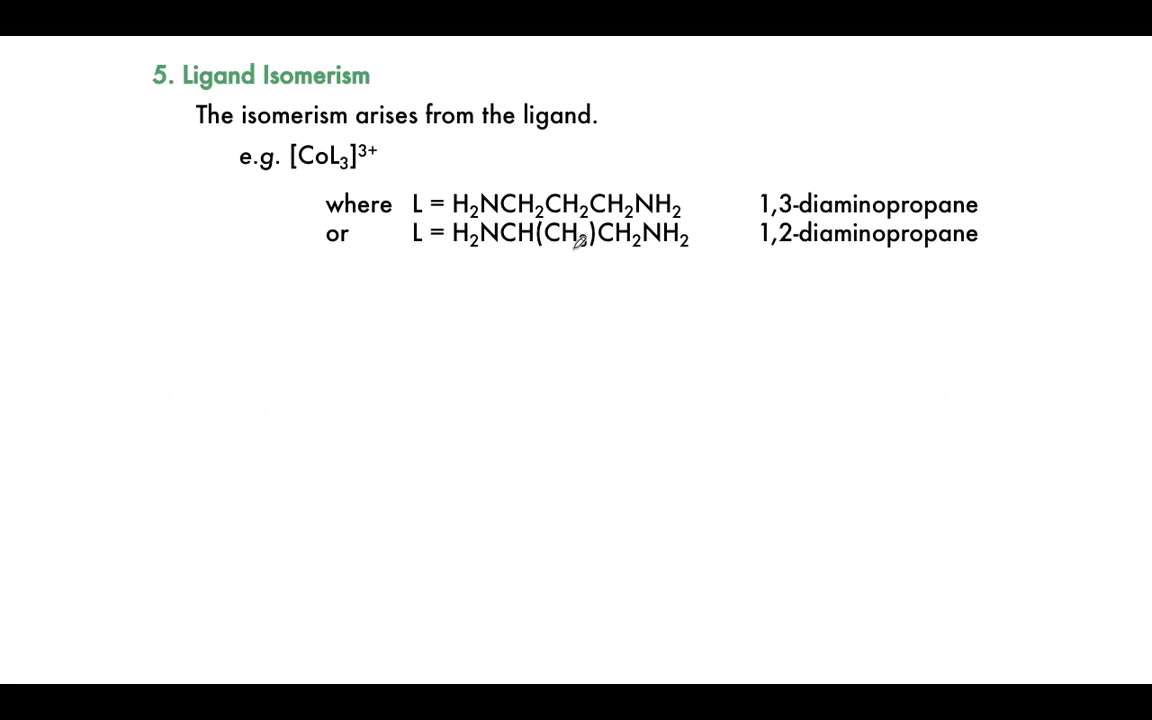 5. Ligand Isomerism
The isomerism arises from the ligand.
e.g. [CoL₃]³⁺
where L = H₂NCH₂CH₂CH₂NH₂ 1,3-diaminopropane
or L = H₂NCH(CH₃)CH₂NH₂ 1,2-diaminopropane